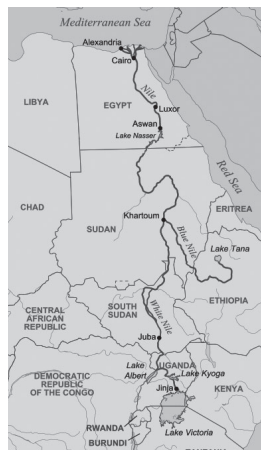 Mediterranean Sea
Alexandria
Cairo
LIBYA
EGYPT
Nile
Luxor
Aswan
Lake Nasser
Red Sea
CHAD
SUDAN
Khartoum
ERITREA
Blue Nile
Lake Tana
CENTRAL
AFRICAN
REPUBLIC
SOUTH
SUDAN
White Nile
ETHIOPIA
Juba
Lake
Albert
UGANDA
Lake Kyoga
DEMOCRATIC
REPUBLIC
OF THE CONGO
Jinja
KENYA
RWANDA
BURUNDI
Lake Victoria